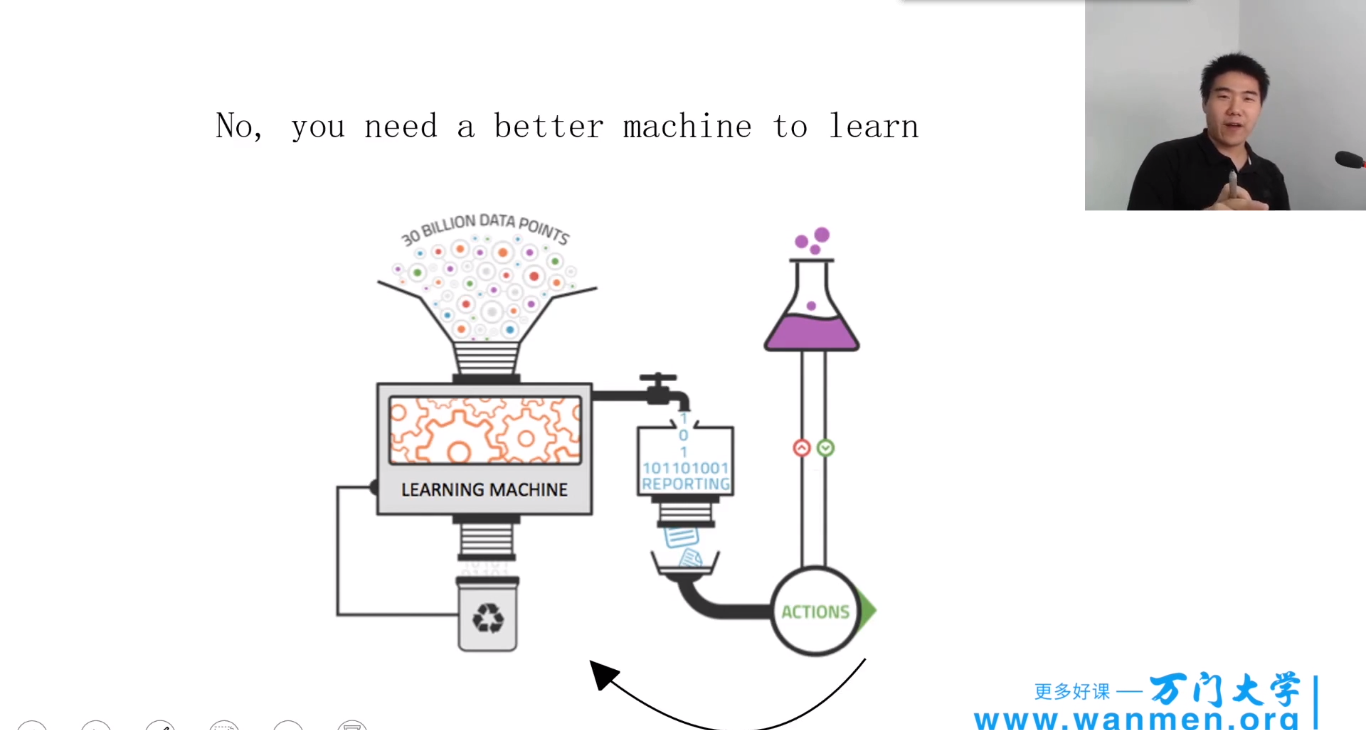 No, you need a better machine to learn
30 BILLION DATA POINTS
1
0
1
101101001
REPORTING
LEARNING MACHINE
01101
ACTIONS
更多好课 — 万门大学
www.wanmen.org